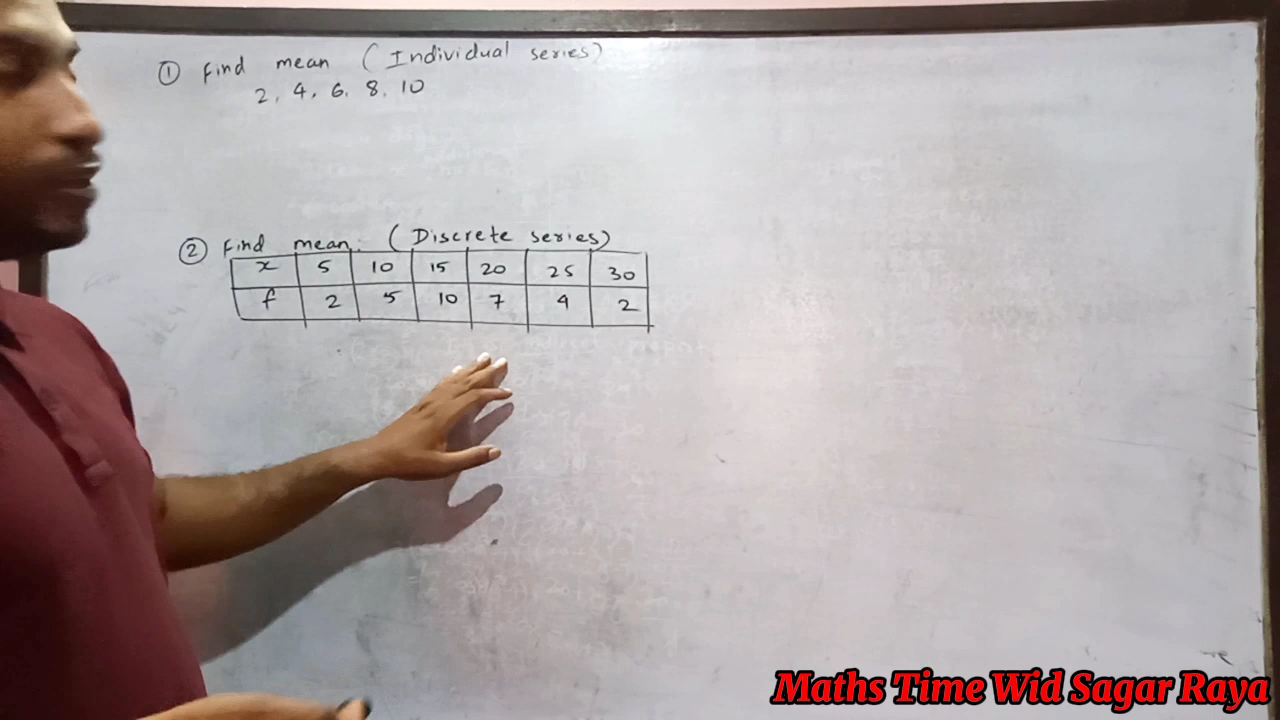 ① Find mean (Individual series)
2, 4, 6, 8, 10
② Find mean. (Discrete series)
x 5 10 15 20 25 30
f 2 5 10 7 4 2
Maths Time Wid Sagar Raya